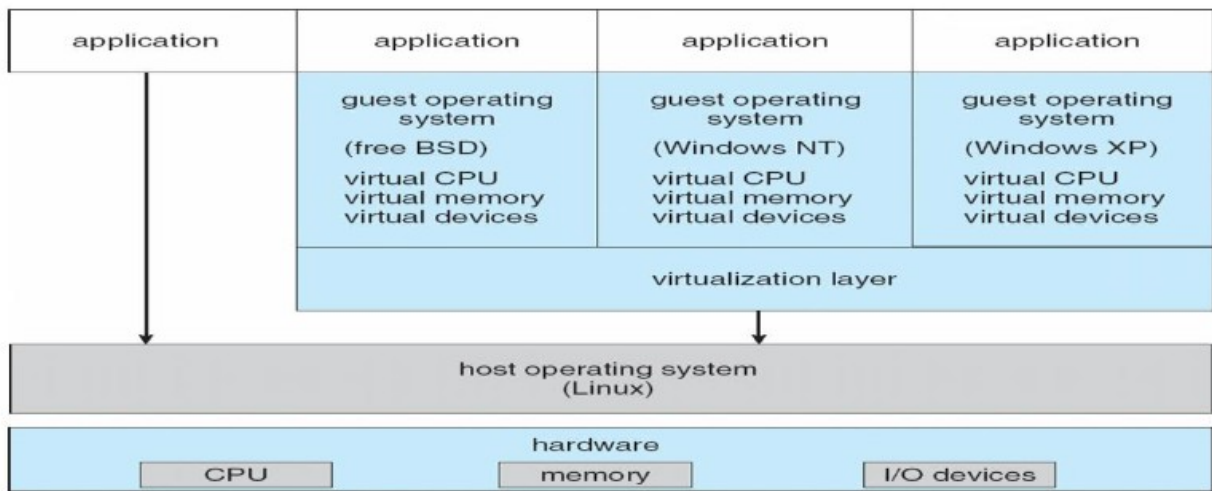 application
application
application
application
guest operating
system
(free BSD)
virtual CPU
virtual memory
virtual devices
guest operating
system
(Windows NT)
virtual CPU
virtual memory
virtual devices
guest operating
system
(Windows XP)
virtual CPU
virtual memory
virtual devices
virtualization layer
host operating system
(Linux)
hardware
CPU
memory
I/O devices